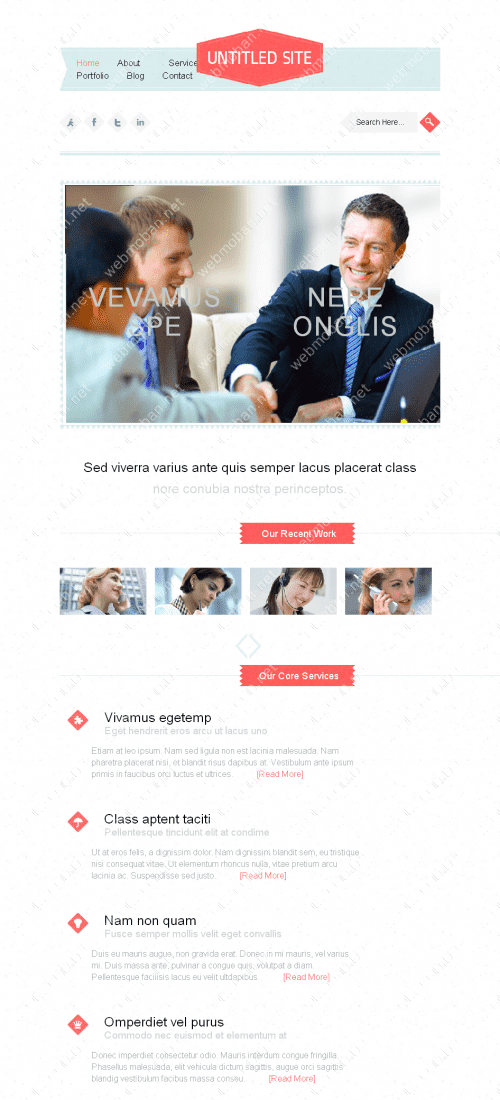 UNTITLED SITE
Home About Service
Portfolio Blog Contact
Search Here...
VEVAMUS
NERE
ONGLIS
Sed viverra varius ante quis semper lacus placerat class
nore conubia nostra perinceptos.
Our Recent Work
Our Core Services
Vivamus egetemp
Eget hendrerit eros arcu ut lacus uno
Etiam at leo ipsum. Nam sed ligula non est lacinia malesuada. Nam
pharetra placerat nisi, et blandit risus dapibus at. Vestibulum ante ipsum
primis in faucibus orci luctus et ultrices. [Read More]
Class aptent taciti
Pellentesque tincidunt elit at condime
Ut at eros felis, a dignissim dolor. Nam dignissim blandit sem, eu tristique
nisi consequat vitae. Ut elementum rhoncus nulla, vitae pretium arcu
lacinia ac. Suspendisse sed justo. [Read More]
Nam non quam
Fusce semper mollis velit eget convallis
Duis eu mauris augue, non gravida erat. Donec in mi mauris, vel varius
mi. Duis massa ante, pulvinar a congue quis, volutpat a diam.
Pellentesque facilisis lacus eu velit ultdapibus. [Read More]
Omperdiet vel purus
Commodo nec euismod et elementum at
Donec imperdiet consectetur odio. Mauris interdum congue fringilla.
Phasellus malesuada, elit vehicula dictum sagittis, augue orci sagittis
blandig vestibulum facibus massa conseu. [Read More]
webmoban.net